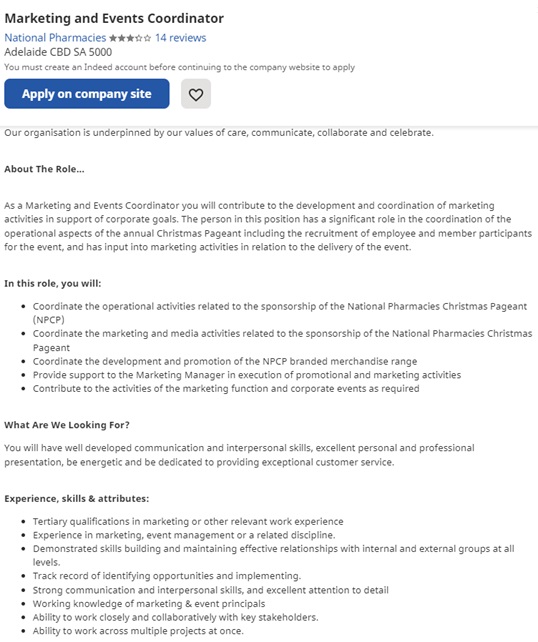 Marketing and Events Coordinator
National Pharmacies 14 reviews
Adelaide CBD SA 5000
You must create an Indeed account before continuing to the company website to apply
Apply on company site
Our organisation is underpinned by our values of care, communicate, collaborate and celebrate.
About The Role...
As a Marketing and Events Coordinator you will contribute to the development and coordination of marketing
activities in support of corporate goals. The person in this position has a significant role in the coordination of the
operational aspects of the annual Christmas Pageant including the recruitment of employee and member participants
for the event, and has input into marketing activities in relation to the delivery of the event.
In this role, you will:
Coordinate the operational activities related to the sponsorship of the National Pharmacies Christmas Pageant
(NPCP)
Coordinate the marketing and media activities related to the sponsorship of the National Pharmacies Christmas
Pageant
Coordinate the development and promotion of the NPCP branded merchandise range
Provide support to the Marketing Manager in execution of promotional and marketing activities
Contribute to the activities of the marketing function and corporate events as required
What Are We Looking For?
You will have well developed communication and interpersonal skills, excellent personal and professional
presentation, be energetic and be dedicated to providing exceptional customer service.
Experience, skills & attributes:
Tertiary qualifications in marketing or other relevant work experience
Experience in marketing, event management or a related discipline.
Demonstrated skills building and maintaining effective relationships with internal and external groups at all
levels.
Track record of identifying opportunities and implementing.
Strong communication and interpersonal skills, and excellent attention to detail
Working knowledge of marketing & event principals
Ability to work closely and collaboratively with key stakeholders.
Ability to work across multiple projects at once.